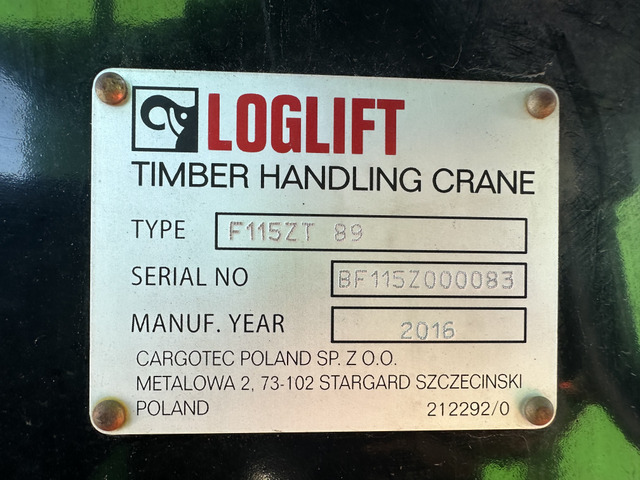 LOGLIFT
TIMBER HANDLING CRANE
TYPE F115ZT 89
SERIAL NO BF115Z000083
MANUF. YEAR 2016
CARGOTEC POLAND SP. Z O.O.
METALOWA 2, 73-102 STARGARD SZCZECINSKI
POLAND 212292/0